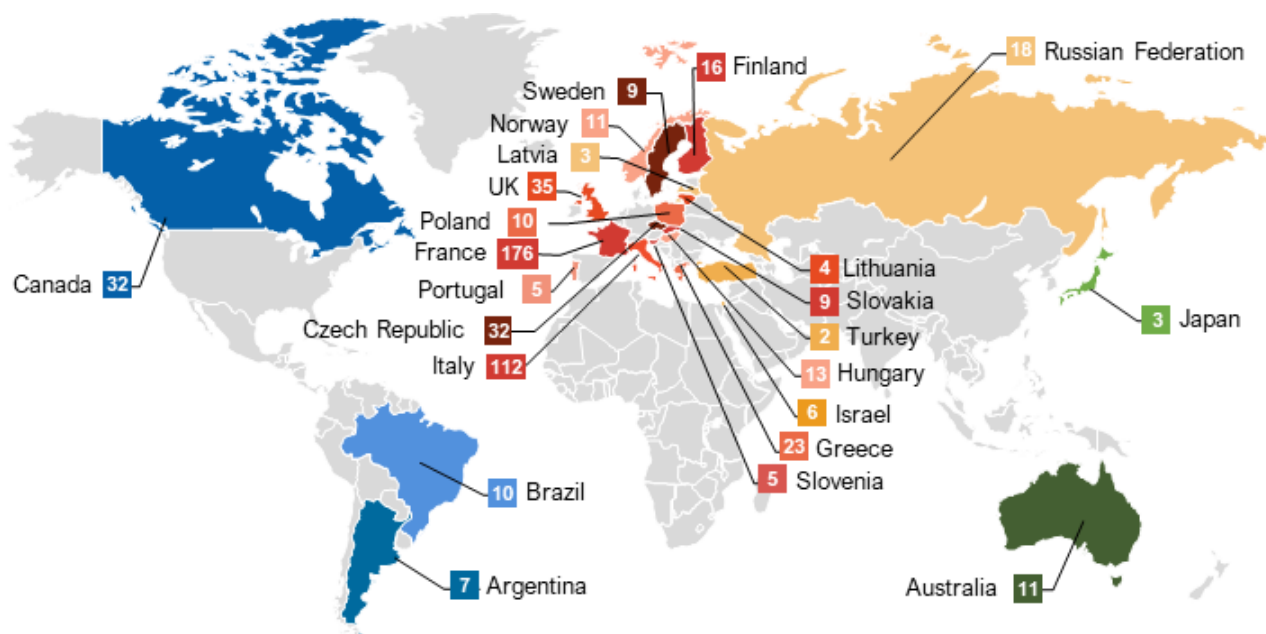 18 Russian Federation
16 Finland
Sweden 9
Norway 11
Latvia 3
UK 35
Poland 10
France 176
Portugal 5
Czech Republic 32
Italy 112
Canada 32
4 Lithuania
9 Slovakia
2 Turkey
13 Hungary
6 Israel
23 Greece
5 Slovenia
3 Japan
10 Brazil
7 Argentina
Australia 11